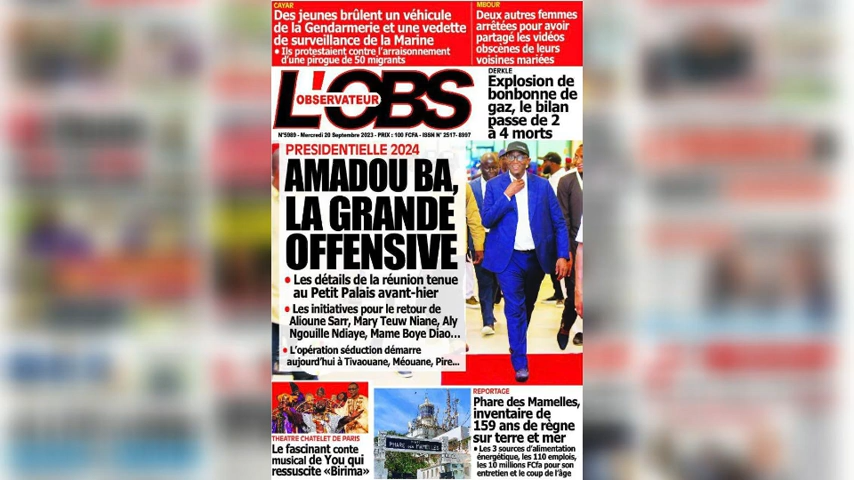 CAYAR
Des jeunes brûlent un véhicule
de la Gendarmerie et une vedette
de surveillance de la Marine
• Ils protestaient contre l'arraisonnement
d'une pirogue de 50 migrants
MBOUR
Deux autres femmes
arrêtées pour avoir
partagé les vidéos
obscènes de leurs
voisines mariées
L'OBS
OBSERVATEUR
N°5989 - Mercredi 20 Septembre 2023 - PRIX : 100 FCFA - ISSN N° 2517- 8997
DERKLE
Explosion de
bonbonne de
gaz, le bilan
passe de 2
à 4 morts
PRESIDENTIELLE 2024
AMADOU BA,
LA GRANDE
OFFENSIVE
• Les détails de la réunion tenue
au Petit Palais avant-hier
• Les initiatives pour le retour de
Alioune Sarr, Mary Teuw Niane, Aly
Ngouille Ndiaye, Mame Boye Diao...
• L'opération séduction démarre
aujourd'hui à Tivaouane, Méouane, Pire...
THEATRE CHATELET DE PARIS
Le fascinant conte
musical de You qui
ressuscite «Birima»
PHARE DES MAMELLES
REPORTAGE
Phare des Mamelles,
inventaire de
159 ans de règne
sur terre et mer
• Les 3 sources d'alimentation
énergétique, les 110 emplois,
les 10 millions FCfa pour son
entretien et le coup de l'âge